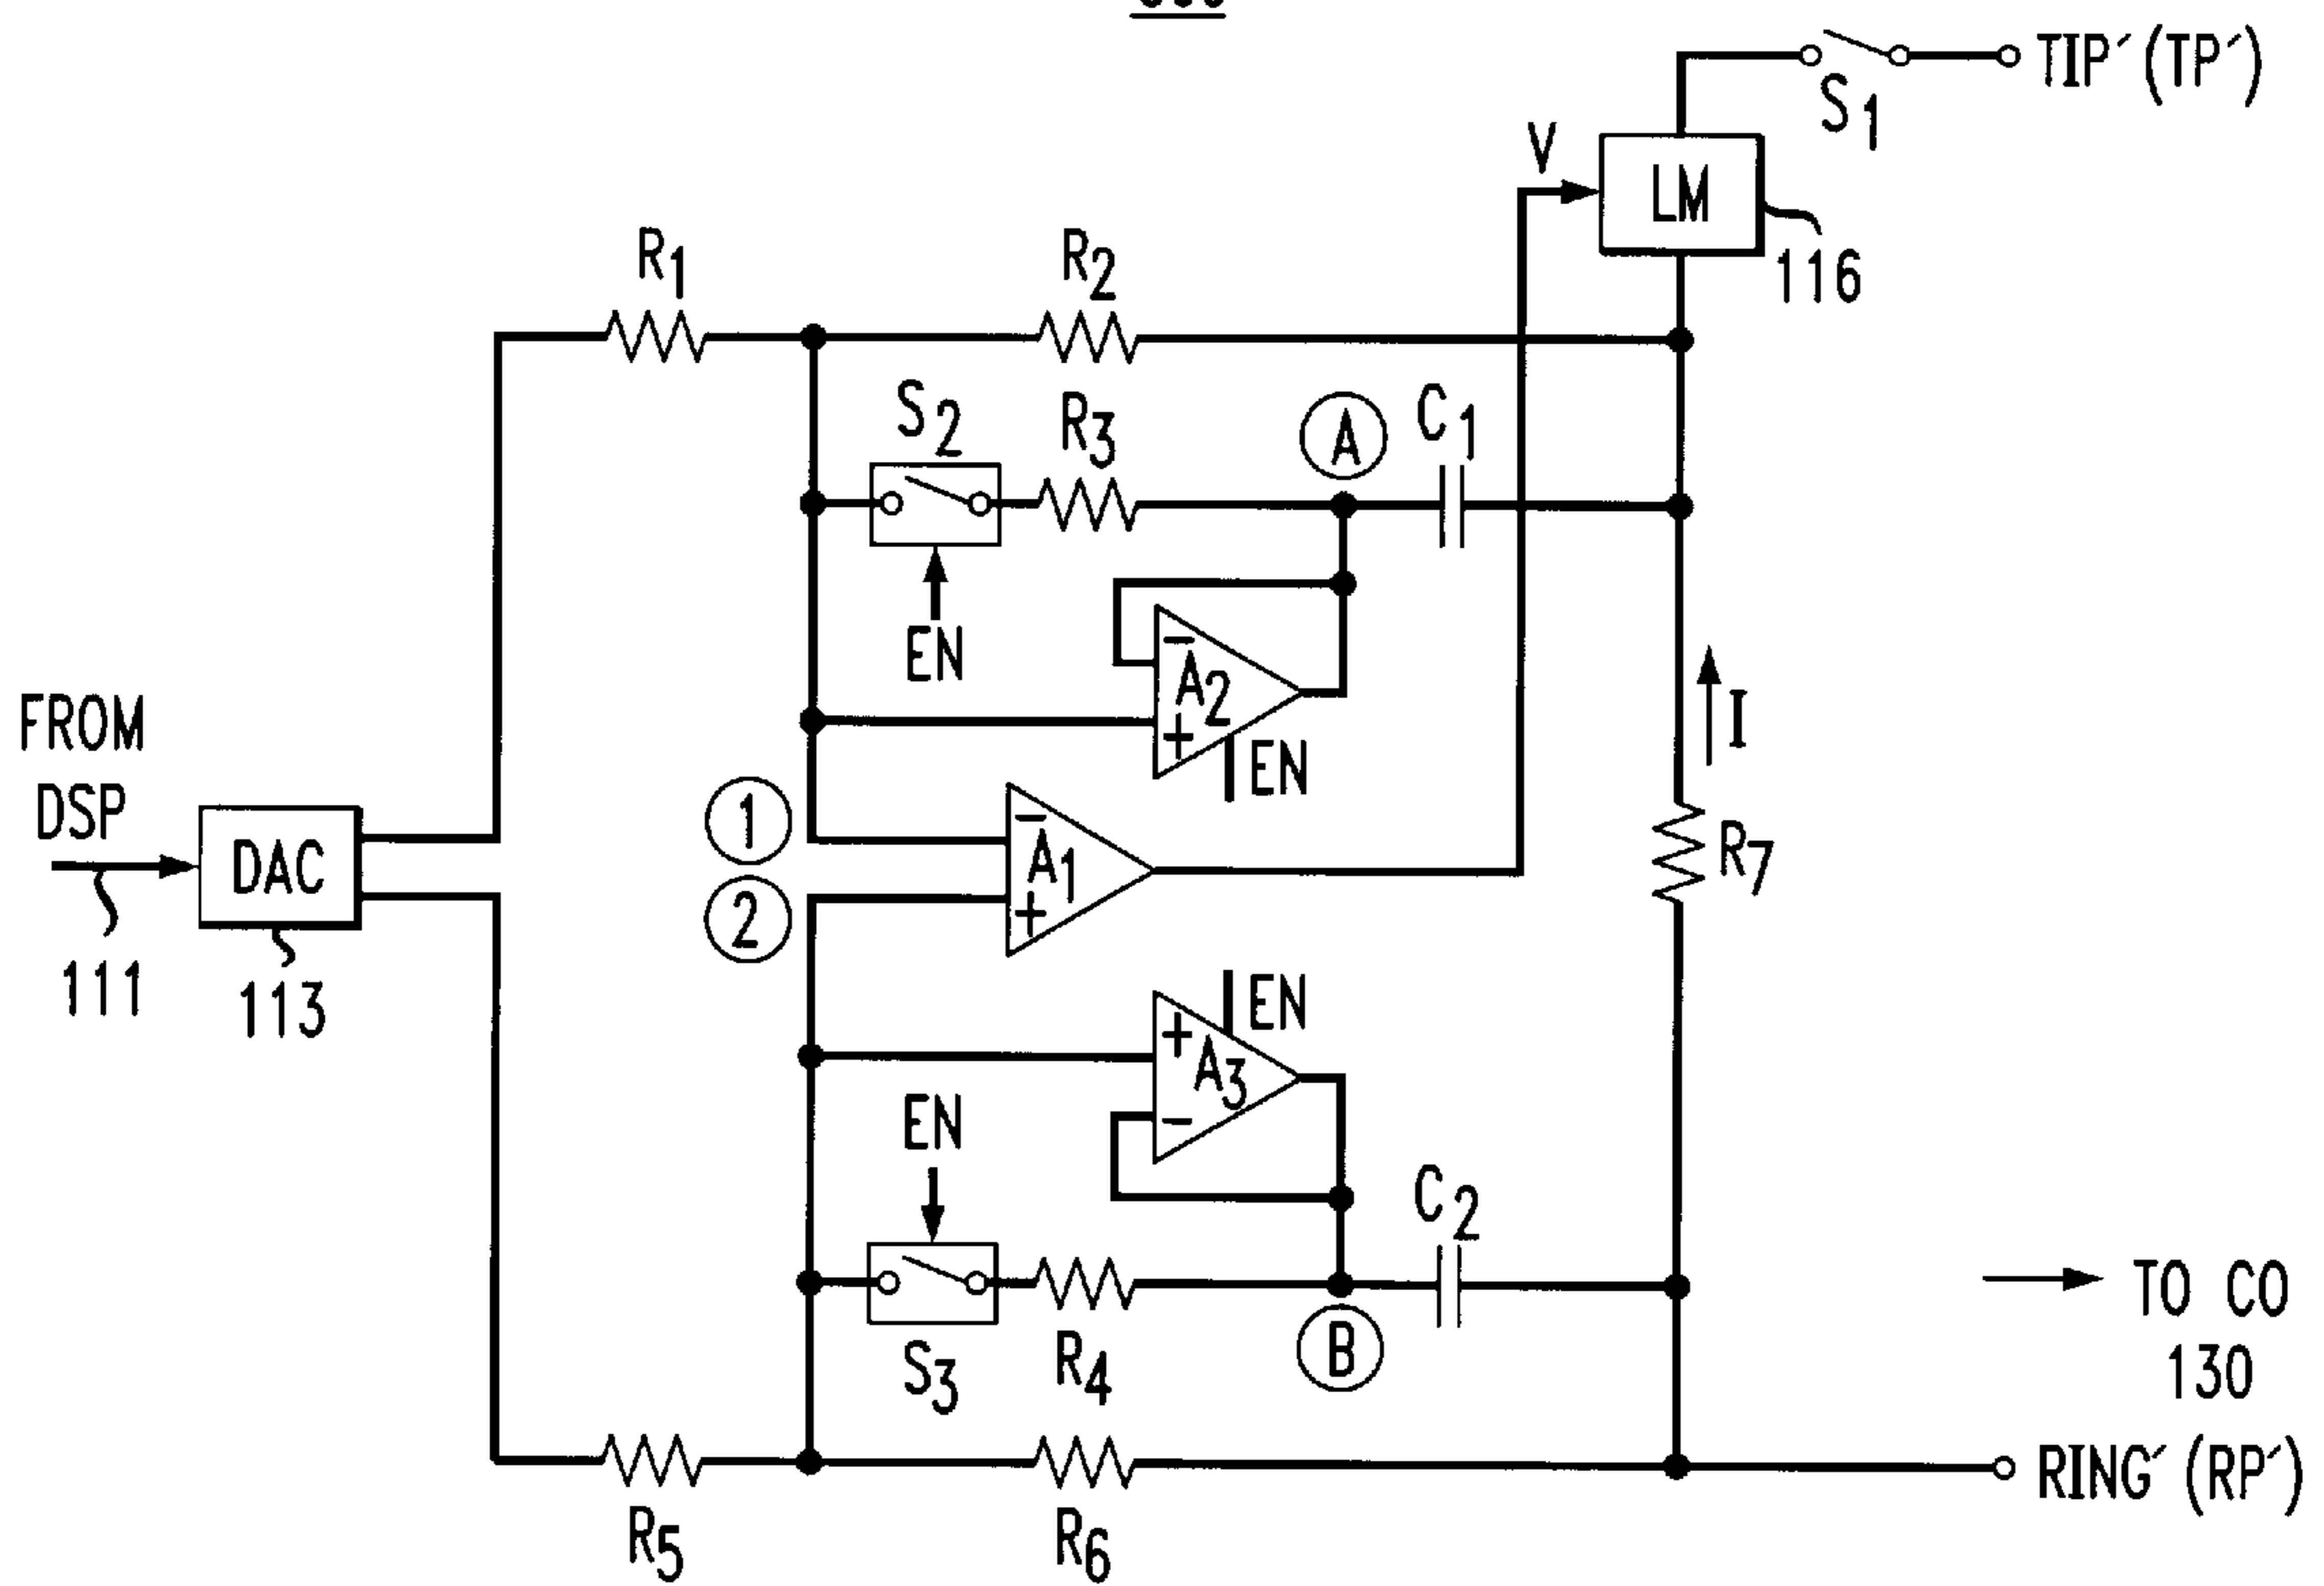 TIP′ (TP′)
S1
V
LM
116
R1
R2
S2
R3
A
C1
EN
-
A2
+
EN
I
FROM
DSP
111
DAC
113
1
2
-
A1
+
R7
EN
+
A3
-
EN
C2
S3
R4
B
TO CO
130
RING′ (RP′)
R5
R6